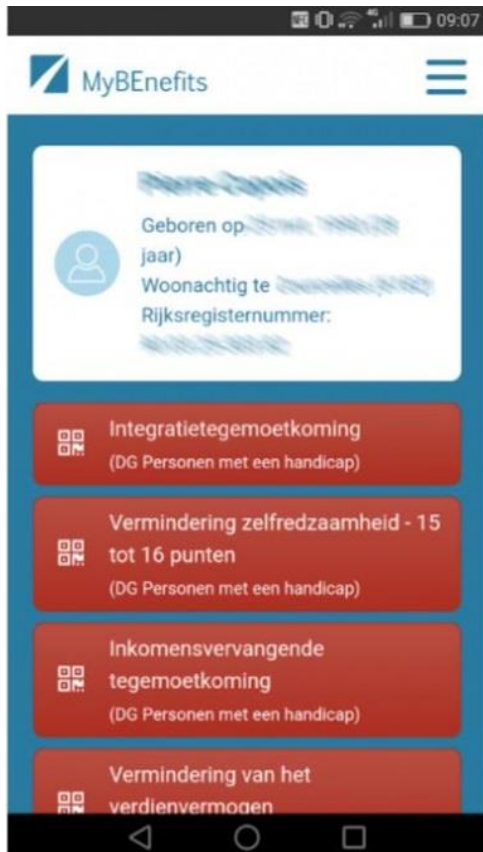 4G 09:07
MyBEnefits
Geboren op
jaar)
Woonachtig te
Rijksregisternummer:
Integratietegemoetkoming
(DG Personen met een handicap)
Vermindering zelfredzaamheid - 15
tot 16 punten
(DG Personen met een handicap)
Inkomensvervangende
tegemoetkoming
(DG Personen met een handicap)
Vermindering van het
verdienvermogen